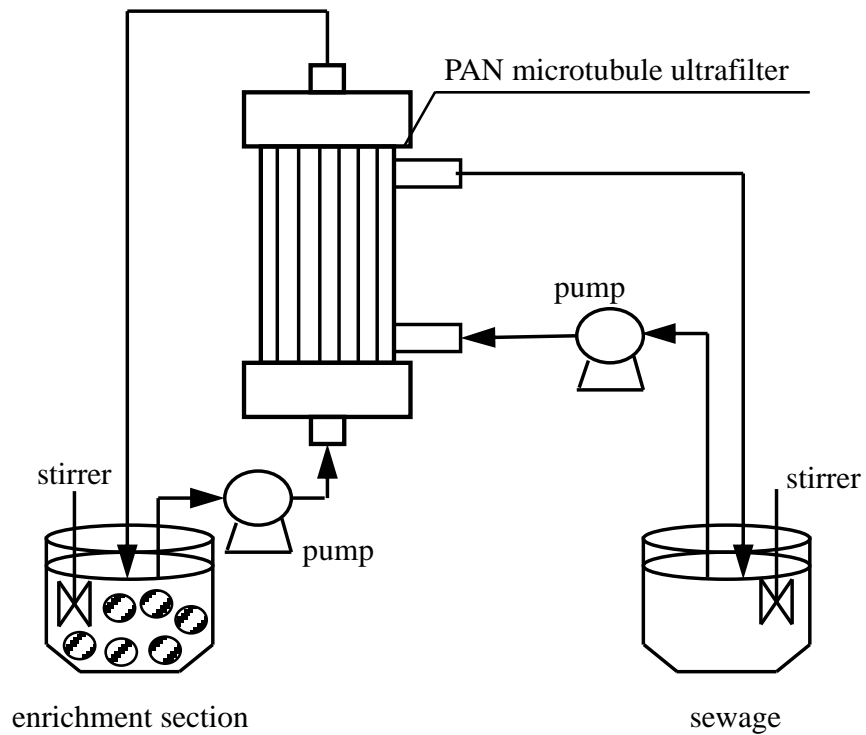 PAN microtubule ultrafilter
pump
stirrer
stirrer
pump
enrichment section
sewage